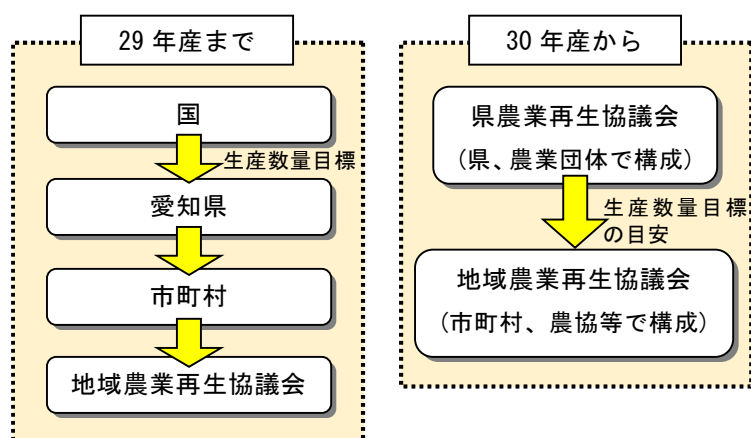 29年産まで
国
生産数量目標
愛知県
市町村
地域農業再生協議会
30年産から
県農業再生協議会
(県、農業団体で構成)
生産数量目標
の目安
地域農業再生協議会
(市町村、農協等で構成)